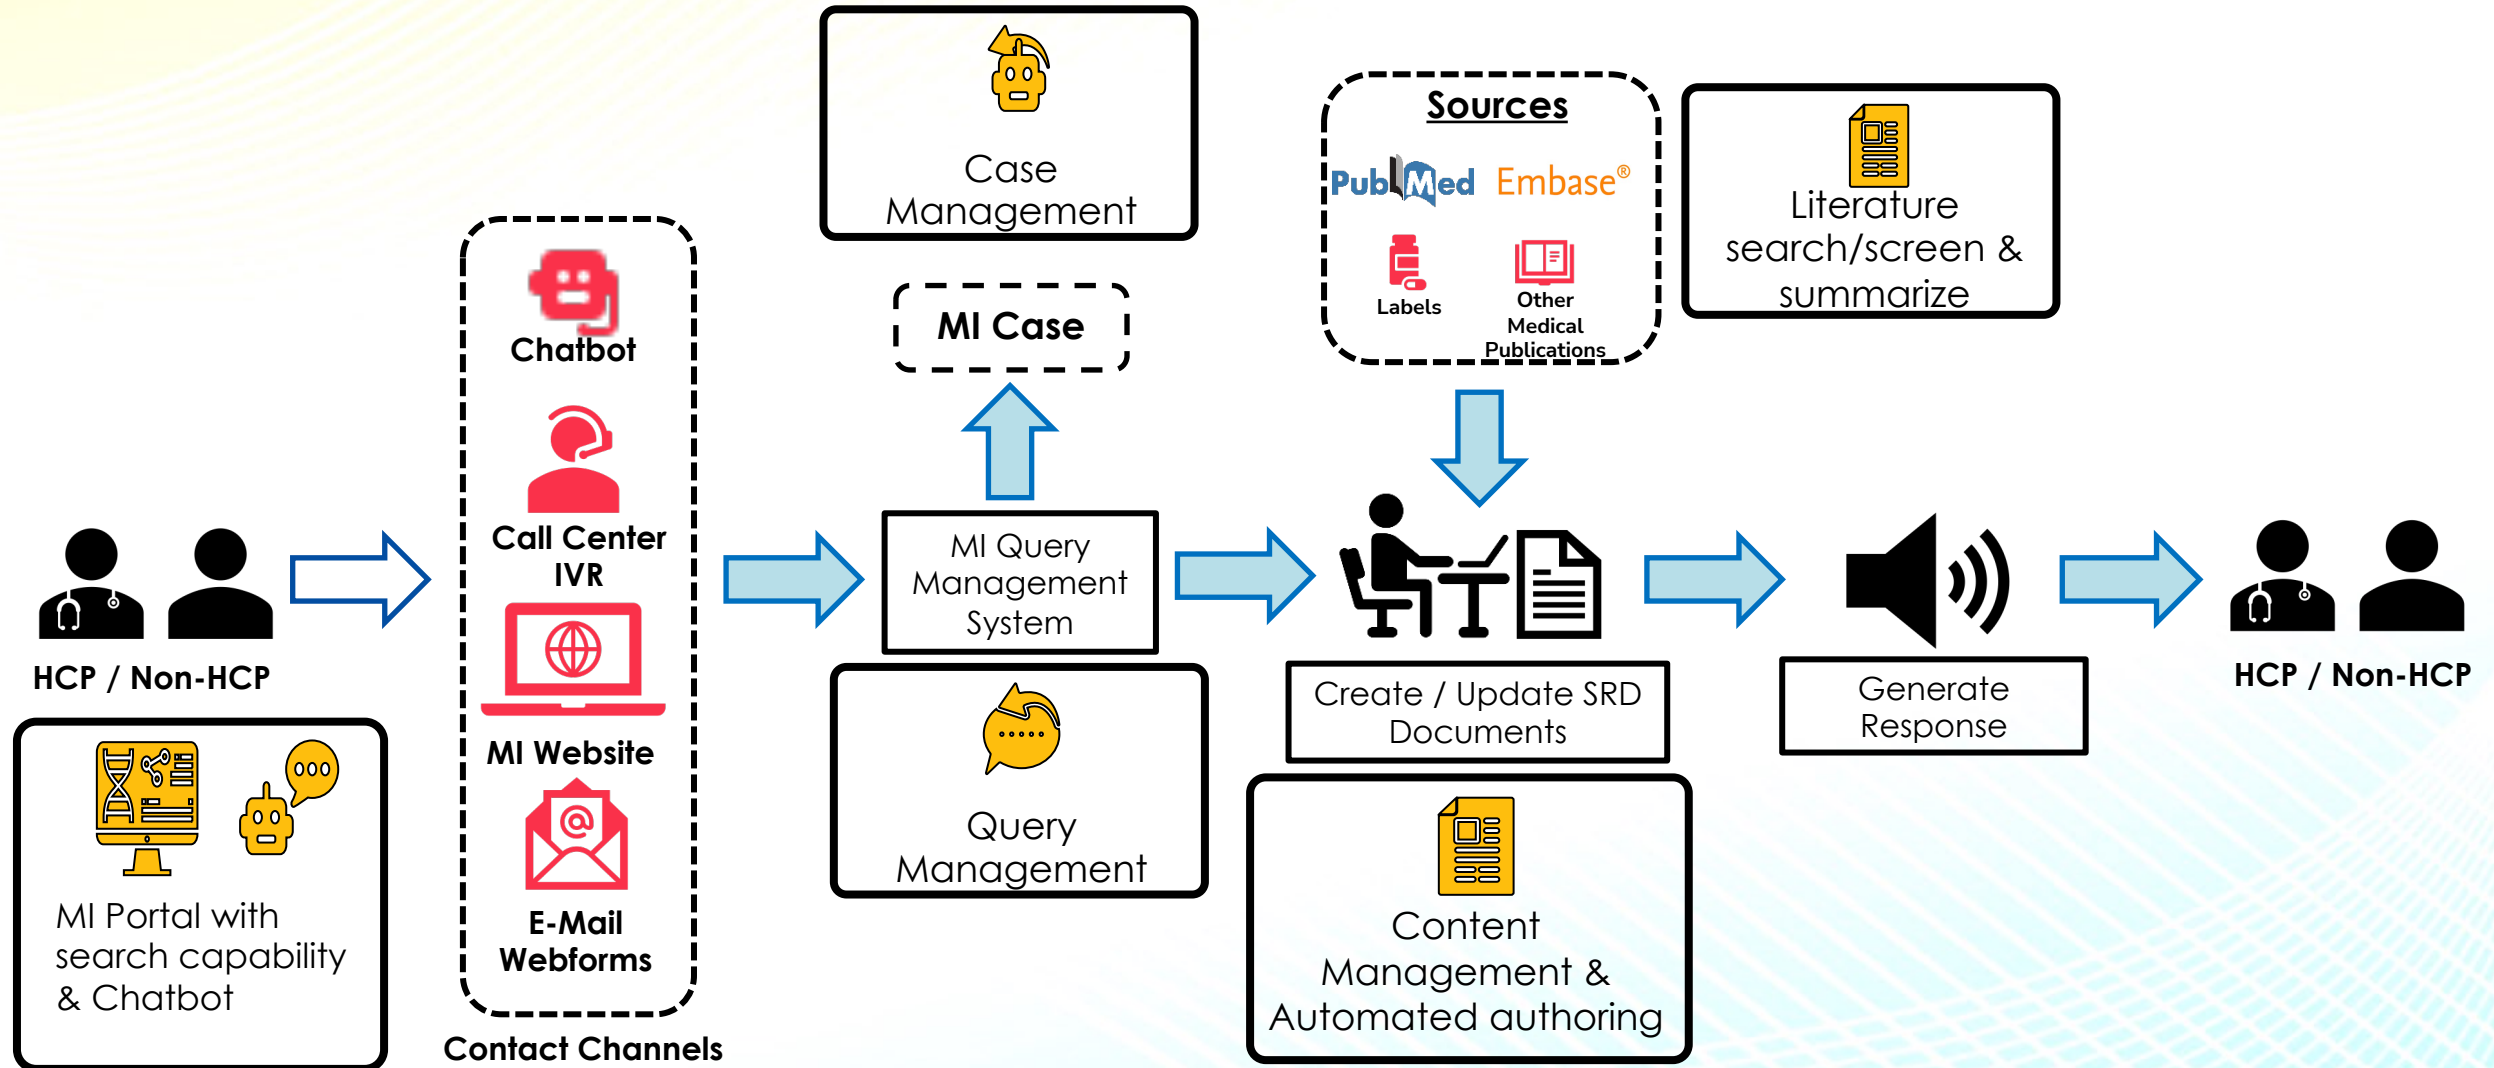 HCP / Non-HCP
MI Portal with
search capability
& Chatbot
Chatbot
Call Center
IVR
MI Website
@
E-Mail
Webforms
Contact Channels
Case
Management
MI Case
MI Query
Management
System
Query
Management
Sources
PubMed
Embase®
Labels
Other
Medical
Publications
Literature
search/screen &
summarize
Create / Update SRD
Documents
Content
Management &
Automated authoring
Generate
Response
HCP / Non-HCP